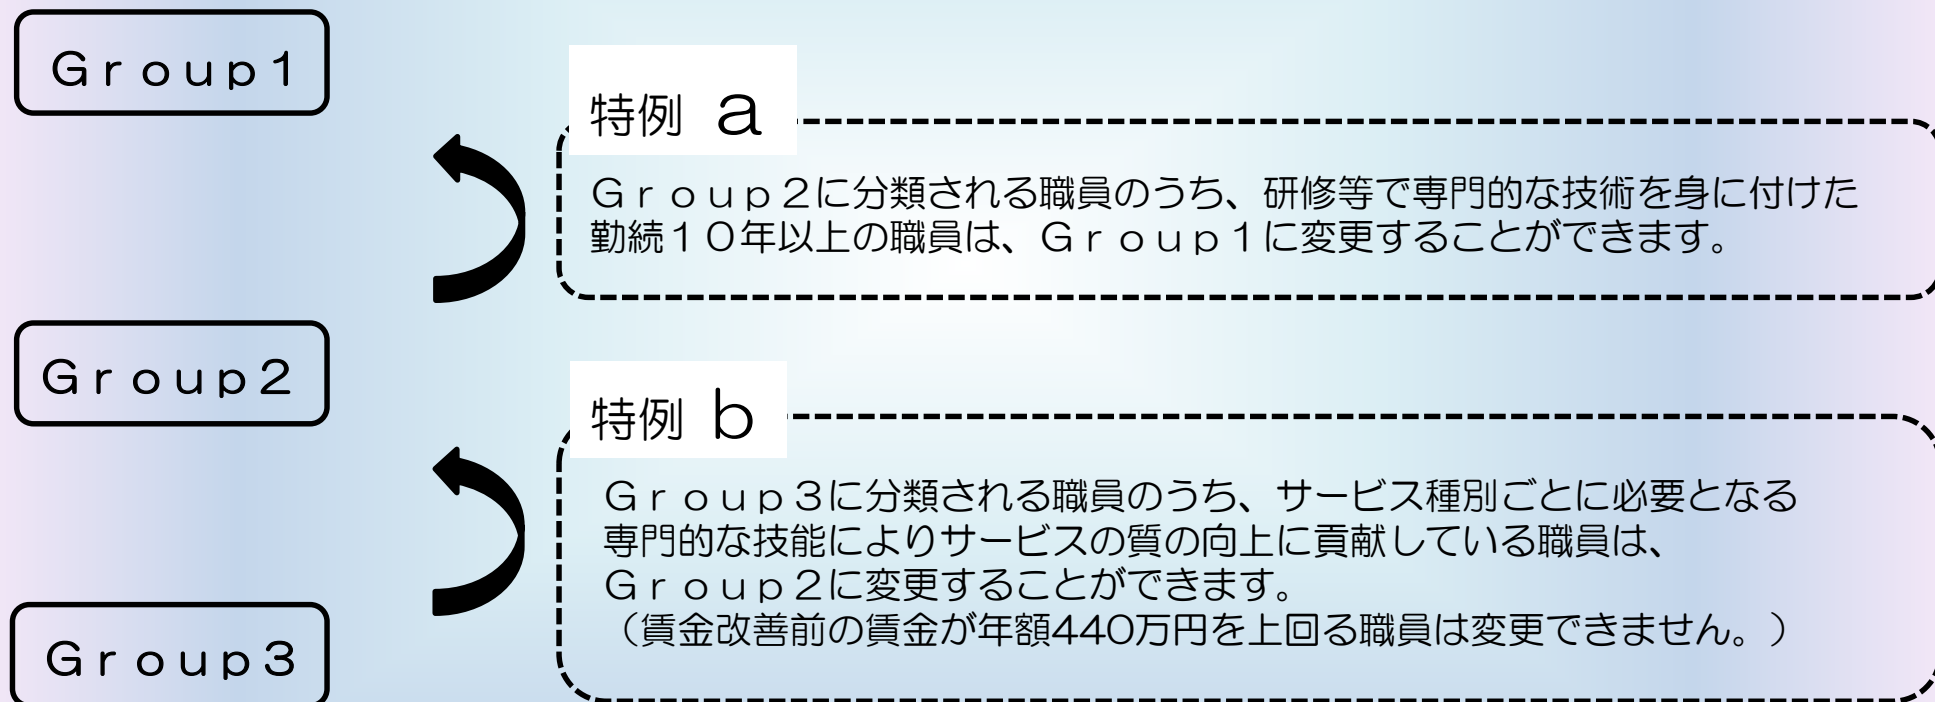 Ｇｒｏｕｐ１
特例 ａ
Ｇｒｏｕｐ２に分類される職員のうち、研修等で専門的な技術を身に付けた
勤続１０年以上の職員は、Ｇｒｏｕｐ１に変更することができます。
Ｇｒｏｕｐ２
特例 ｂ
Ｇｒｏｕｐ３に分類される職員のうち、サービス種別ごとに必要となる
専門的な技能によりサービスの質の向上に貢献している職員は、
Ｇｒｏｕｐ２に変更することができます。
（賃金改善前の賃金が年額440万円を上回る職員は変更できません。）
Ｇｒｏｕｐ３